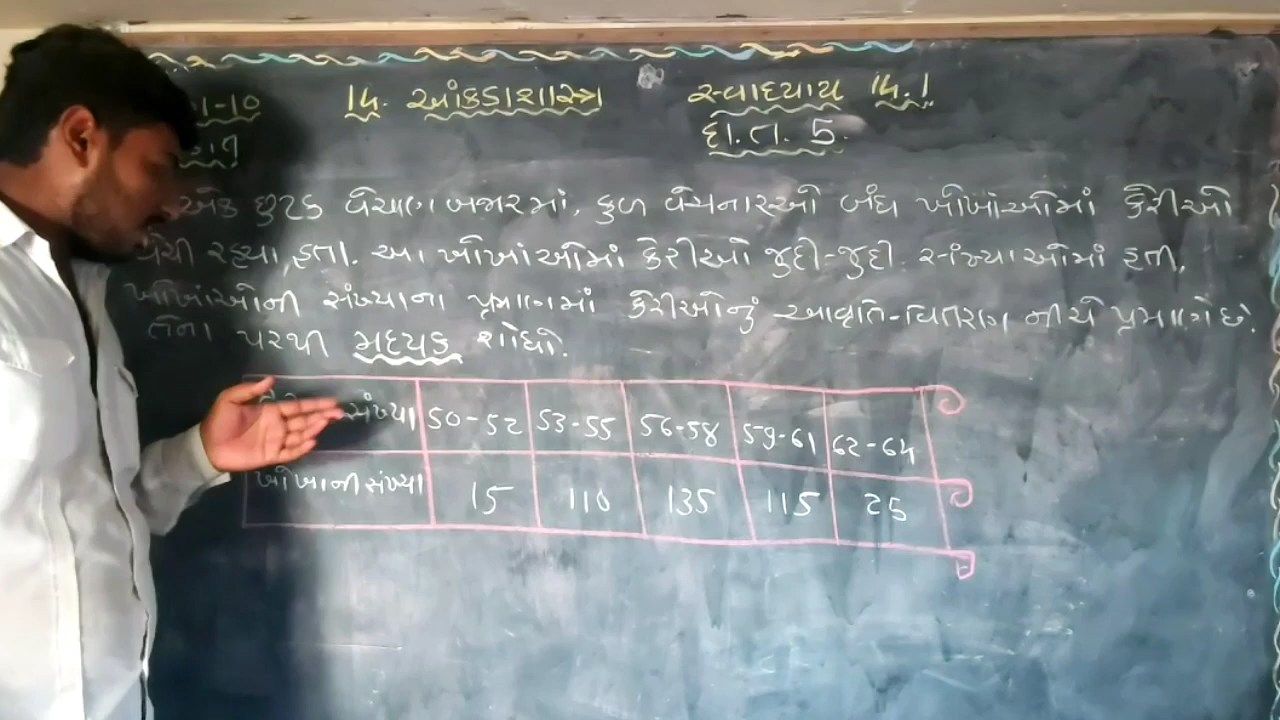 -10
14. આંકડાશાસ્ત્ર
સ્વાધ્યાય 14.1
દા.ત. 5.
એક છુટક વેચાણ બજારમાં, ફુળ વેચનારઓ બંધ ખોખાંઓમાં કેરીઓ
વેચી રહ્યા હતા. આ ખોખાંઓમાં કેરીઓ જુદી-જુદી સંખ્યાઓમાં હતી.
ખોખાંઓની સંખ્યાના પ્રમાણમાં કેરીઓનું આવૃતિ-વિતરણ નીચે પ્રમાણે છે.
તેના પરથી મધ્યક શોધો.
સંખ્યા 50-52 53-55 56-58 59-61 62-64
ખોખાની સંખ્યા 15 110 135 115 25